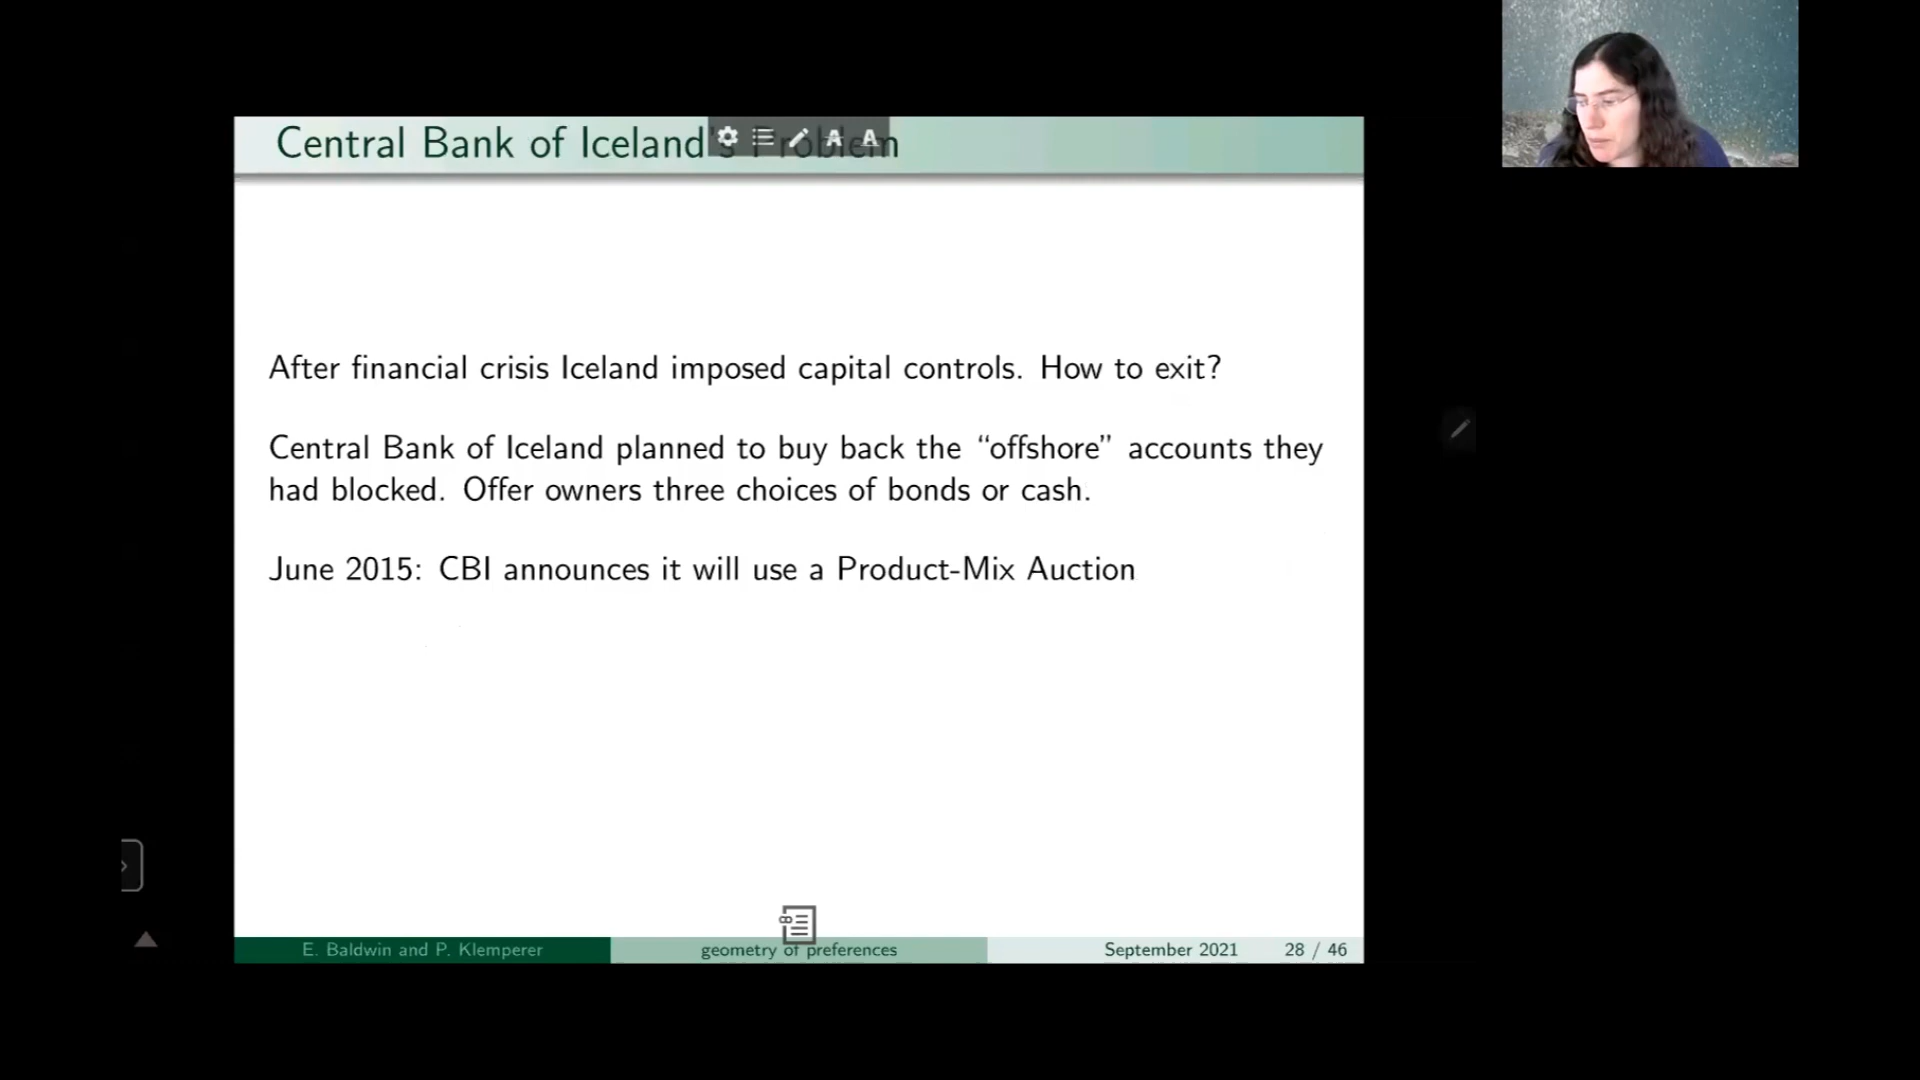 Central Bank of Iceland's Problem
After financial crisis Iceland imposed capital controls. How to exit?
Central Bank of Iceland planned to buy back the “offshore” accounts they
had blocked. Offer owners three choices of bonds or cash.
June 2015: CBI announces it will use a Product-Mix Auction
E. Baldwin and P. Klemperer
geometry of preferences
September 2021
28 / 46